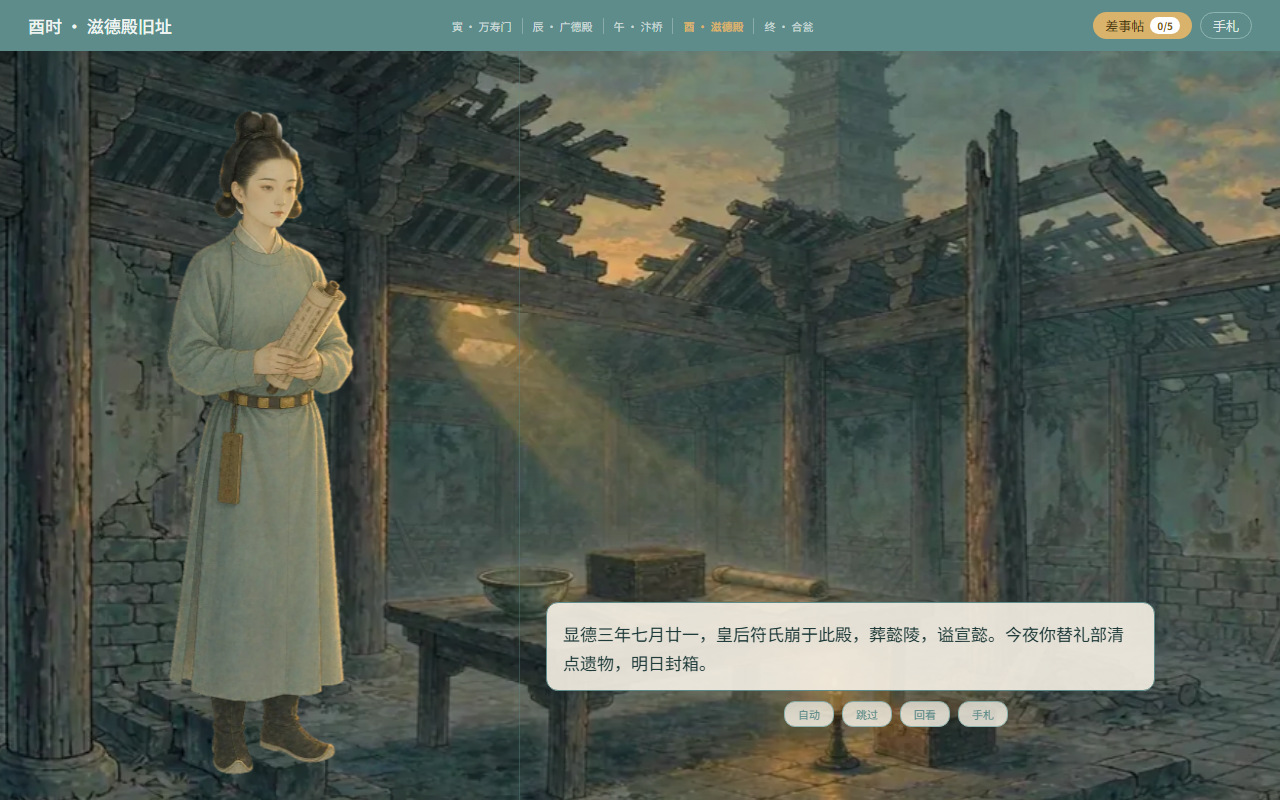 酉时 · 滋德殿旧址
寅 · 万寿门
辰 · 广德殿
午 · 汴桥
酉 · 滋德殿
终 · 合瓮
差事帖 0/5
手札
显德三年七月廿一，皇后符氏崩于此殿，葬懿陵，谥宣懿。今夜你替礼部清
点遗物，明日封箱。
自动
跳过
回看
手札